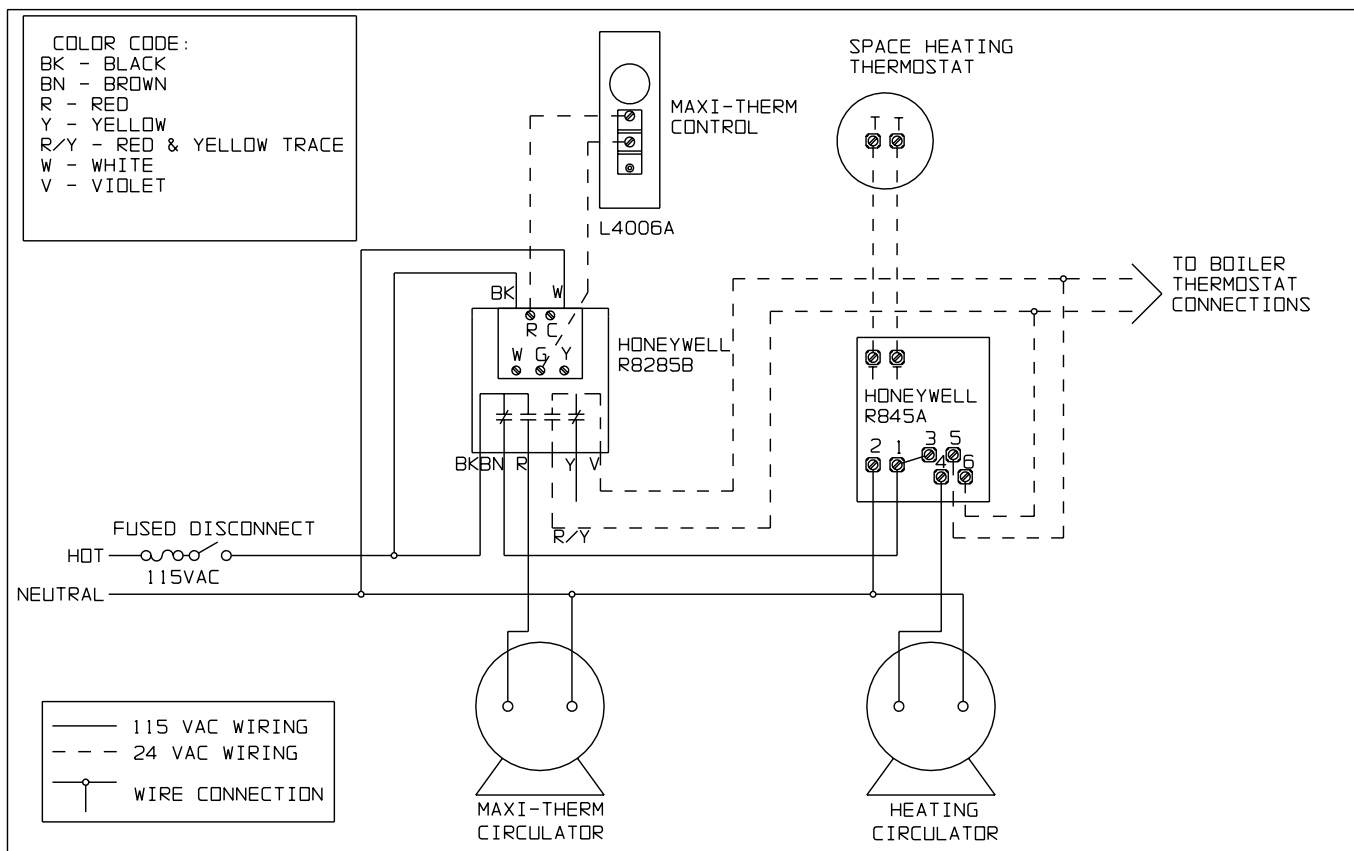 COLOR CODE:
BK - BLACK
BN - BROWN
R - RED
Y - YELLOW
R/Y - RED & YELLOW TRACE
W - WHITE
V - VIOLET
MAXI-THERM
CONTROL
L4006A
SPACE HEATING
THERMOSTAT
T T
TO BOILER
THERMOSTAT
CONNECTIONS
BK W
R C
W G Y
HONEYWELL
R8285B
BK BN R Y V
R/Y
T T
HONEYWELL
R845A
2 1 3 5
4 6
FUSED DISCONNECT
HOT
115VAC
NEUTRAL
115 VAC WIRING
24 VAC WIRING
WIRE CONNECTION
MAXI-THERM
CIRCULATOR
HEATING
CIRCULATOR